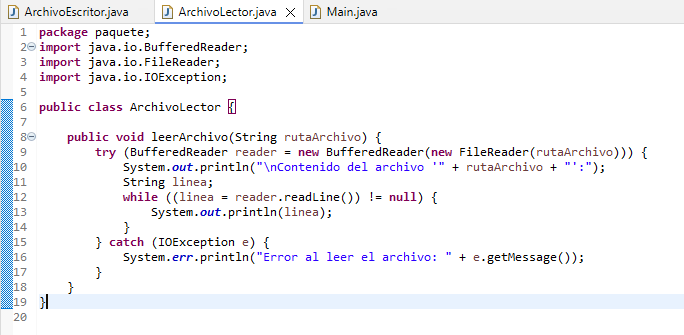 ArchivoEscritor.java ArchivoLector.java Main.java
1 package paquete;
2 import java.io.BufferedReader;
3 import java.io.FileReader;
4 import java.io.IOException;
5
6 public class ArchivoLector {
7
8 public void leerArchivo(String rutaArchivo) {
9 try (BufferedReader reader = new BufferedReader(new FileReader(rutaArchivo))) {
10 System.out.println("\nContenido del archivo '" + rutaArchivo + "':");
11 String linea;
12 while ((linea = reader.readLine()) != null) {
13 System.out.println(linea);
14 }
15 } catch (IOException e) {
16 System.err.println("Error al leer el archivo: " + e.getMessage());
17 }
18 }
19 }
20